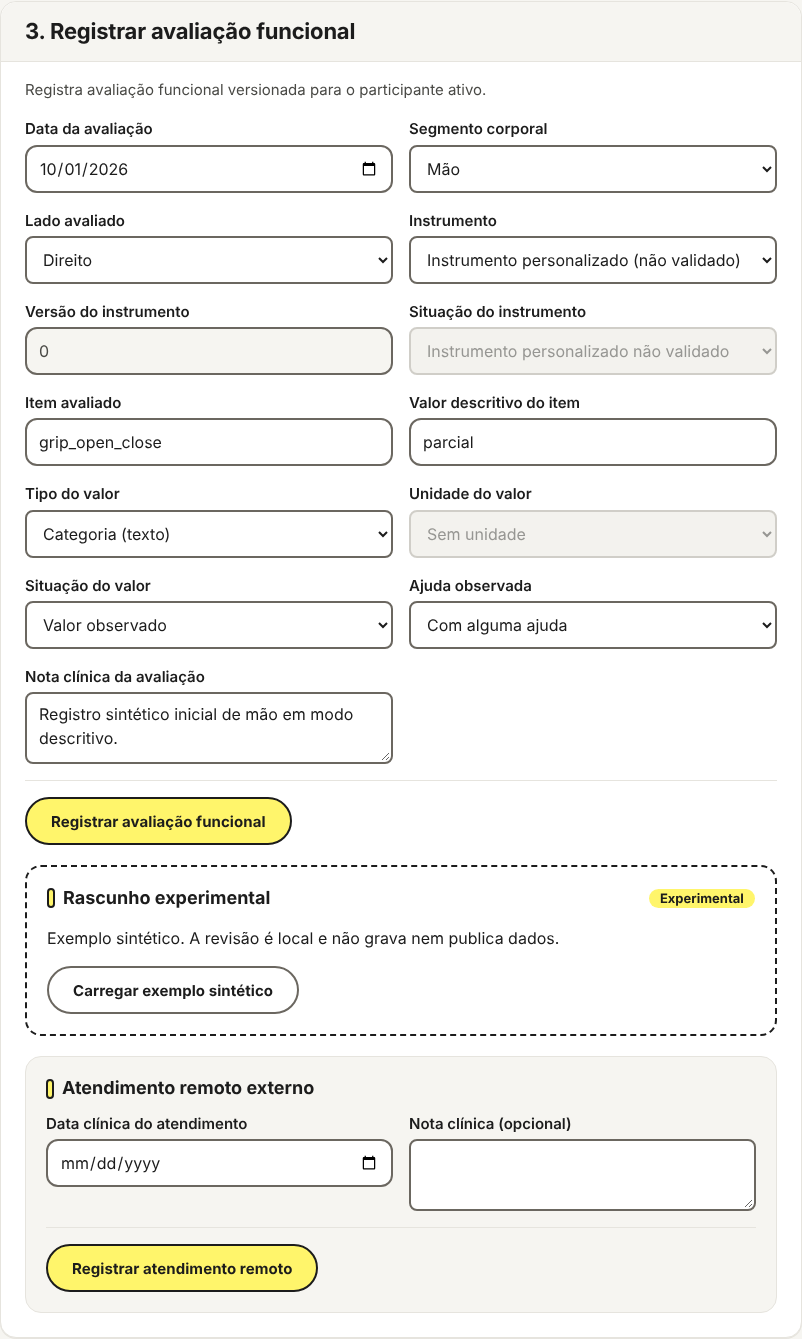 3. Registrar avaliação funcional
Registra avaliação funcional versionada para o participante ativo.
Data da avaliação
Segmento corporal
10/01/2026
Mão
Lado avaliado
Instrumento
Direito
Instrumento personalizado (não validado)
Versão do instrumento
Situação do instrumento
0
Instrumento personalizado não validado
Item avaliado
Valor descritivo do item
grip_open_close
parcial
Tipo do valor
Unidade do valor
Categoria (texto)
Sem unidade
Situação do valor
Ajuda observada
Valor observado
Com alguma ajuda
Nota clínica da avaliação
Registro sintético inicial de mão em modo
descritivo.
Registrar avaliação funcional
Rascunho experimental
Experimental
Exemplo sintético. A revisão é local e não grava nem publica dados.
Carregar exemplo sintético
Atendimento remoto externo
Data clínica do atendimento
Nota clínica (opcional)
mm/dd/yyyy
Registrar atendimento remoto